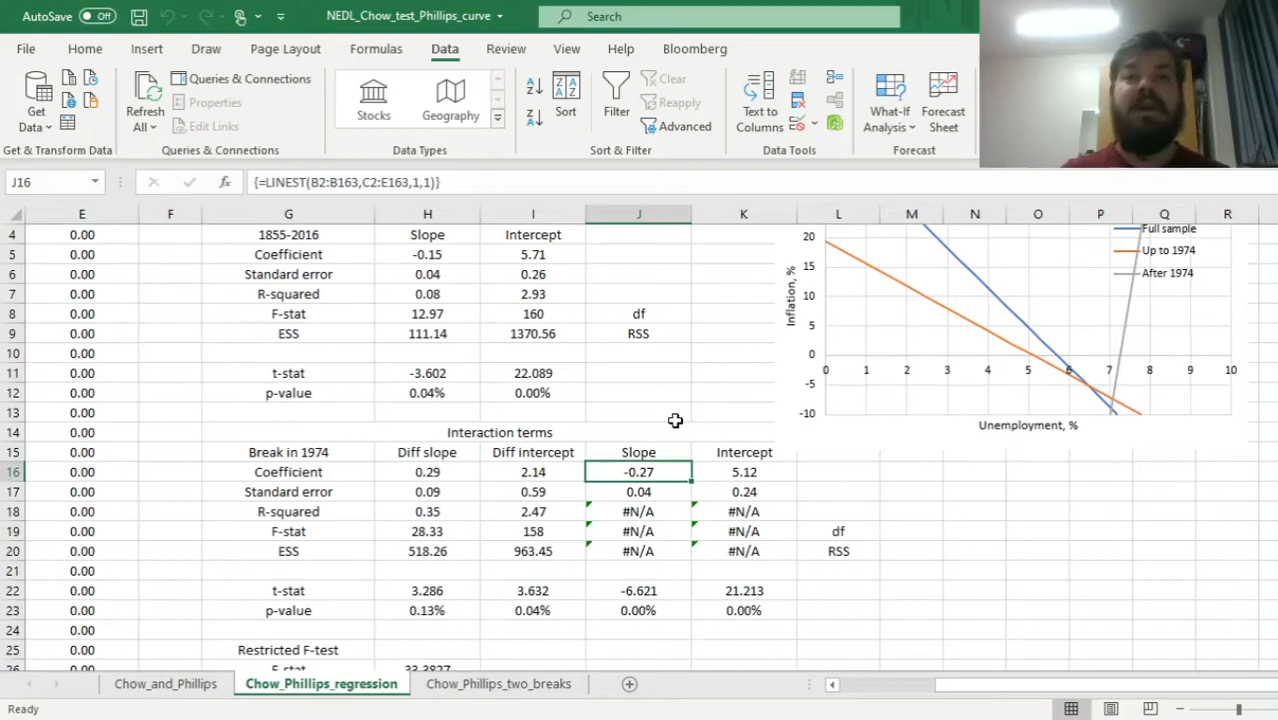 AutoSave Off NEDL_Chow_test_Phillips_curve Search
File Home Insert Draw Page Layout Formulas Data Review View Help Bloomberg
Get Data
Refresh All
Queries & Connections
Properties
Edit Links
Stocks
Geography
Sort
Filter
Clear
Reapply
Advanced
Text to Columns
What-If Analysis
Forecast Sheet
Get & Transform Data Queries & Connections Data Types Sort & Filter Data Tools Forecast
J16 fx {=LINEST(B2:B163,C2:E163,1,1)}
E F G H I J K L M N O P Q R
4 0.00 1855-2016 Slope Intercept
5 0.00 Coefficient -0.15 5.71
6 0.00 Standard error 0.04 0.26
7 0.00 R-squared 0.08 2.93
8 0.00 F-stat 12.97 160 df
9 0.00 ESS 111.14 1370.56 RSS
10 0.00
11 0.00 t-stat -3.602 22.089
12 0.00 p-value 0.04% 0.00%
13 0.00
14 0.00 Interaction terms
15 0.00 Break in 1974 Diff slope Diff intercept Slope Intercept
16 0.00 Coefficient 0.29 2.14 -0.27 5.12
17 0.00 Standard error 0.09 0.59 0.04 0.24
18 0.00 R-squared 0.35 2.47 #N/A #N/A
19 0.00 F-stat 28.33 158 #N/A #N/A df
20 0.00 ESS 518.26 963.45 #N/A #N/A RSS
21 0.00
22 0.00 t-stat 3.286 3.632 -6.621 21.213
23 0.00 p-value 0.13% 0.04% 0.00% 0.00%
24 0.00
25 0.00 Restricted F-test
26 0.00 F-stat 33.3827
Full sample
Up to 1974
After 1974
Inflation, %
20
15
10
5
0
-5
-10
0 1 2 3 4 5 6 7 8 9 10
Unemployment, %
Chow_and_Phillips Chow_Phillips_regression Chow_Phillips_two_breaks
Ready